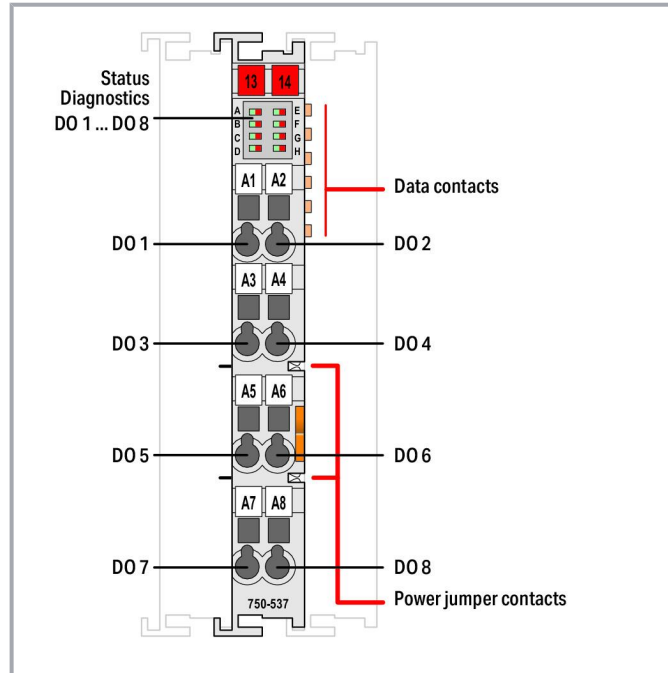 13 14
Status
Diagnostics
DO 1 ... DO 8
A E
B F
C G
D H
A1 A2
Data contacts
DO 1 DO 2
A3 A4
DO 3 DO 4
A5 A6
DO 5 DO 6
A7 A8
DO 7 DO 8
Power jumper contacts
750-537